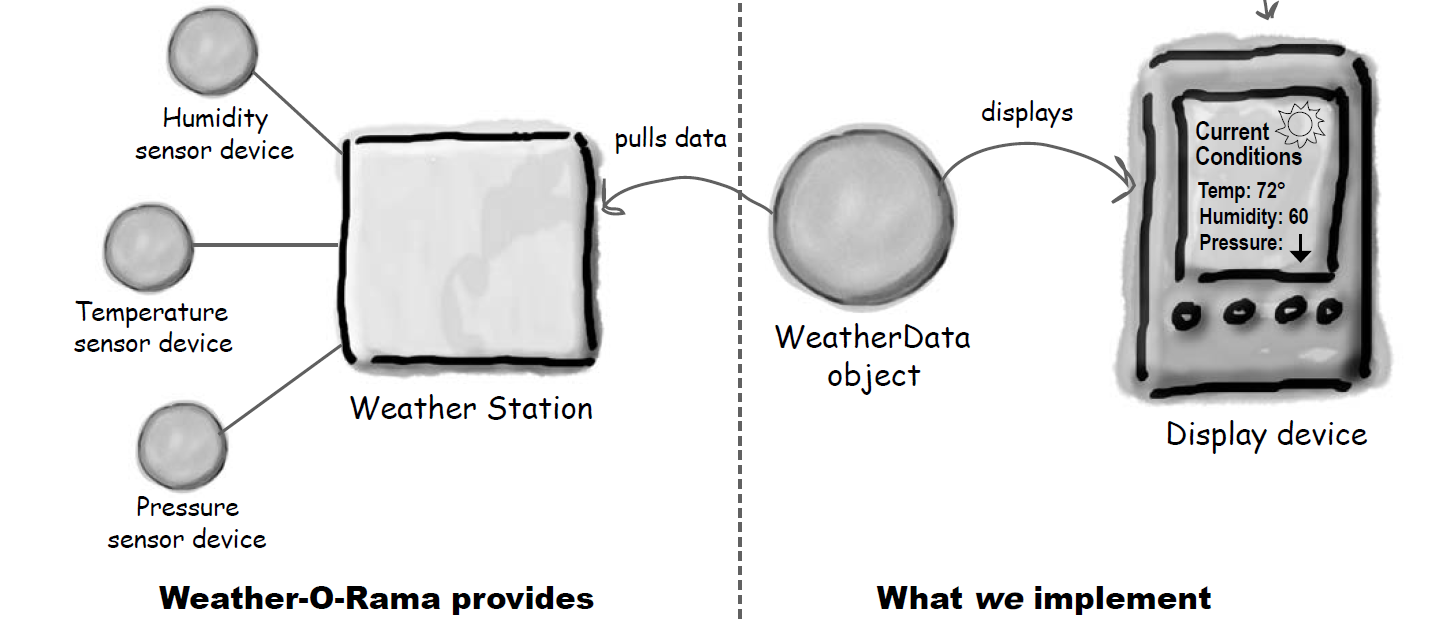 Humidity
sensor device
Temperature
sensor device
Pressure
sensor device
Weather Station
Weather-O-Rama provides
pulls data
WeatherData
object
displays
Current
Conditions
Temp: 72°
Humidity: 60
Pressure:
Display device
What we implement